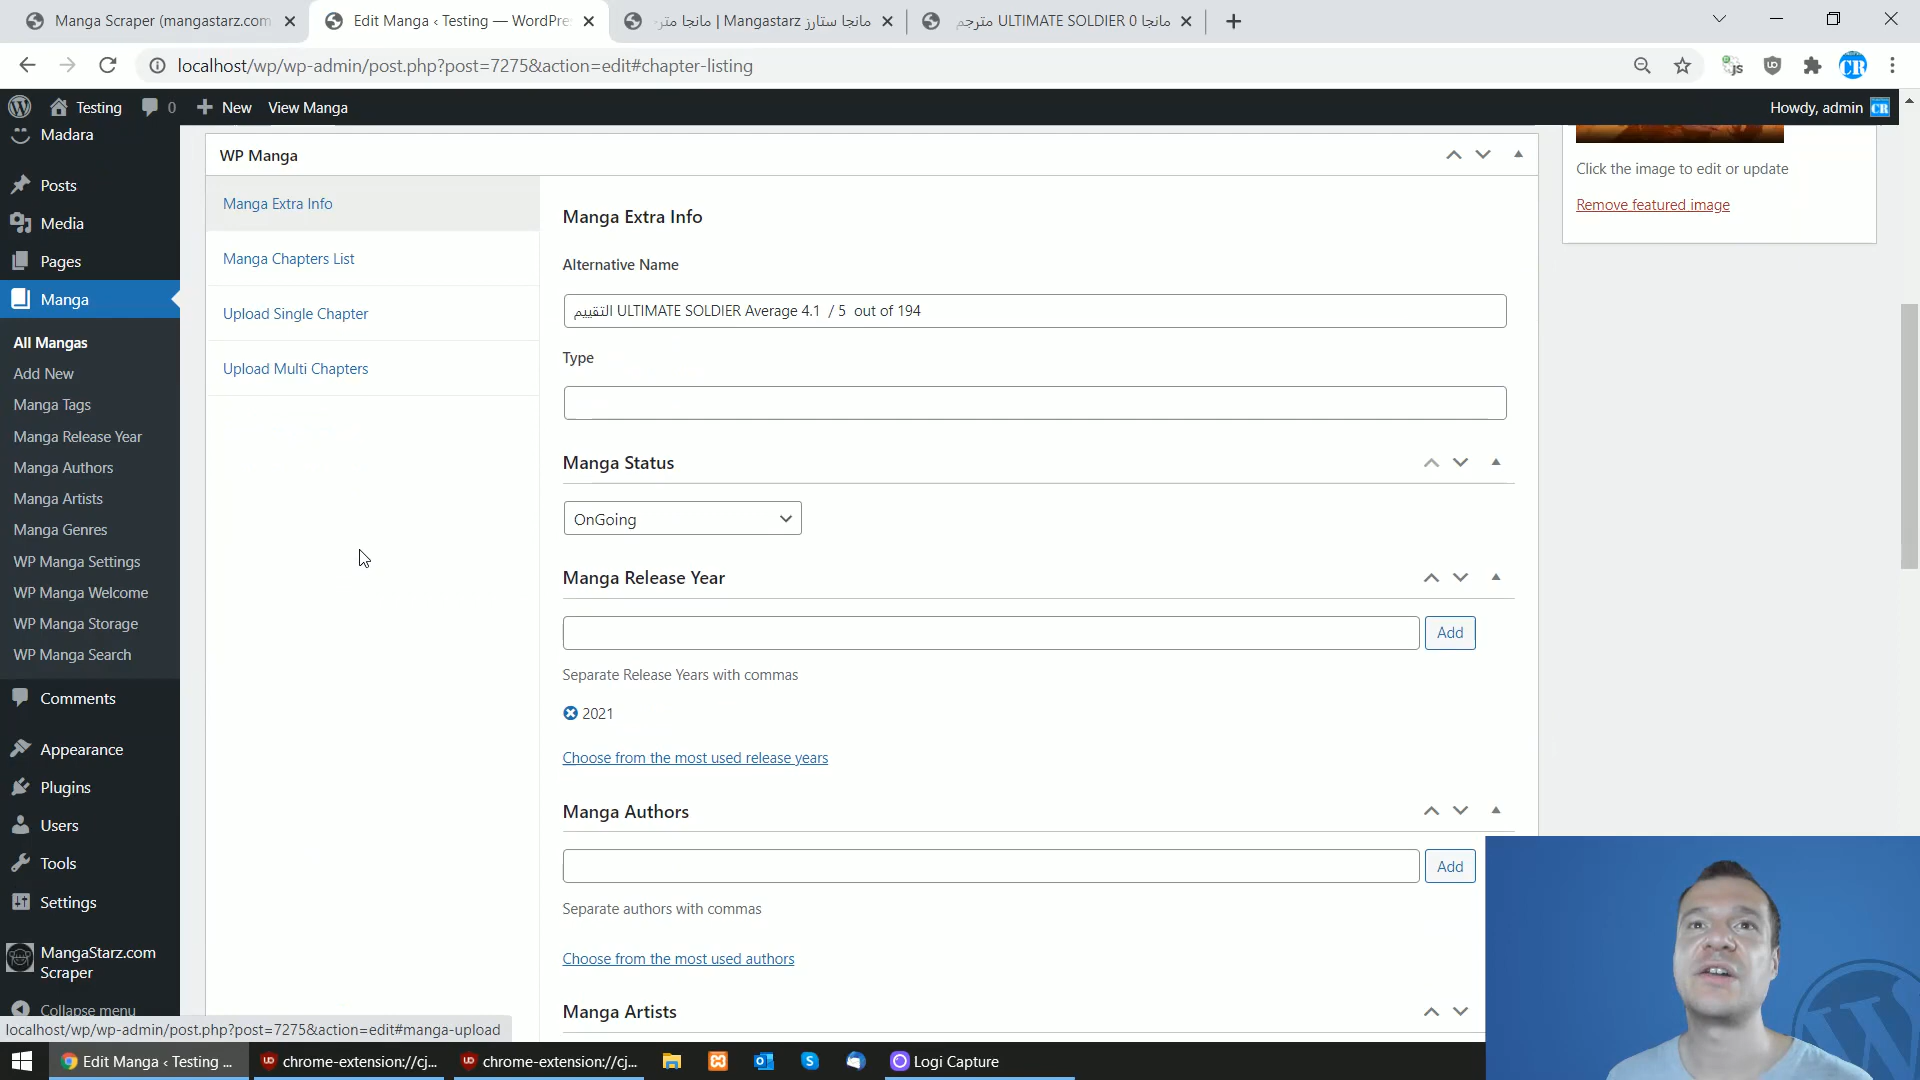 Manga Scraper (mangastarz.com
Edit Manga ‹ Testing — WordPre
مانجا ستارز Mangastarz | مانجا متر
مانجا ULTIMATE SOLDIER 0 مترجم
localhost/wp/wp-admin/post.php?post=7275&action=edit#chapter-listing
Testing
0
New
View Manga
Howdy, admin
Madara
Posts
Media
Pages
Manga
All Mangas
Add New
Manga Tags
Manga Release Year
Manga Authors
Manga Artists
Manga Genres
WP Manga Settings
WP Manga Welcome
WP Manga Storage
WP Manga Search
Comments
Appearance
Plugins
Users
Tools
Settings
MangaStarz.com
Scraper
Collapse menu
WP Manga
Manga Extra Info
Manga Chapters List
Upload Single Chapter
Upload Multi Chapters
Manga Extra Info
Alternative Name
التقييم ULTIMATE SOLDIER Average 4.1 / 5 out of 194
Type
Manga Status
OnGoing
Manga Release Year
Add
Separate Release Years with commas
2021
Choose from the most used release years
Manga Authors
Add
Separate authors with commas
Choose from the most used authors
Manga Artists
Click the image to edit or update
Remove featured image
localhost/wp/wp-admin/post.php?post=7275&action=edit#manga-upload
Edit Manga ‹ Testing ...
chrome-extension://cj...
chrome-extension://cj...
Logi Capture